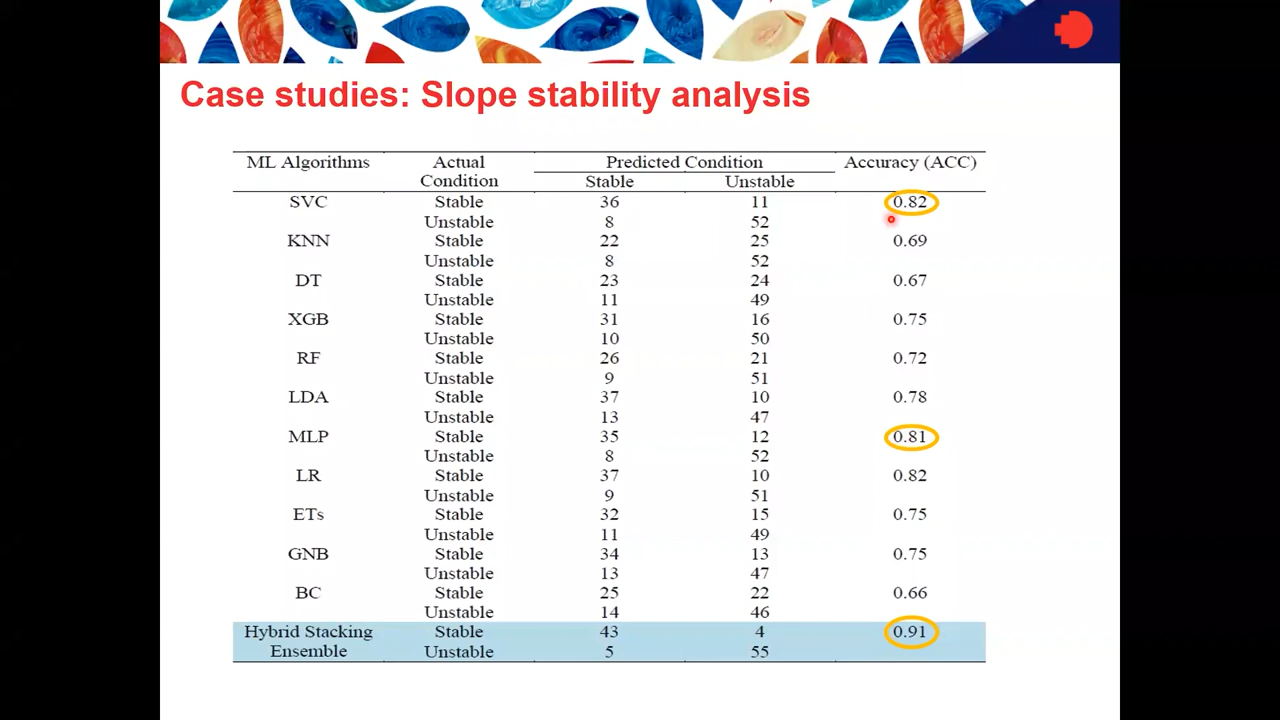 Case studies: Slope stability analysis
ML Algorithms Actual Condition Predicted Condition Accuracy (ACC)
Stable Unstable
SVC Stable 36 11 0.82
Unstable 8 52
KNN Stable 22 25 0.69
Unstable 8 52
DT Stable 23 24 0.67
Unstable 11 49
XGB Stable 31 16 0.75
Unstable 10 50
RF Stable 26 21 0.72
Unstable 9 51
LDA Stable 37 10 0.78
Unstable 13 47
MLP Stable 35 12 0.81
Unstable 8 52
LR Stable 37 10 0.82
Unstable 9 51
ETs Stable 32 15 0.75
Unstable 11 49
GNB Stable 34 13 0.75
Unstable 13 47
BC Stable 25 22 0.66
Unstable 14 46
Hybrid Stacking Stable 43 4 0.91
Ensemble Unstable 5 55